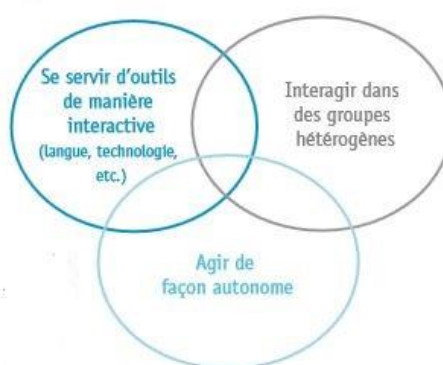 Se servir d'outils
de manière
interactive
(langue, technologie,
etc.)
Interagir dans
des groupes
hétérogènes
Agir de
façon autonome